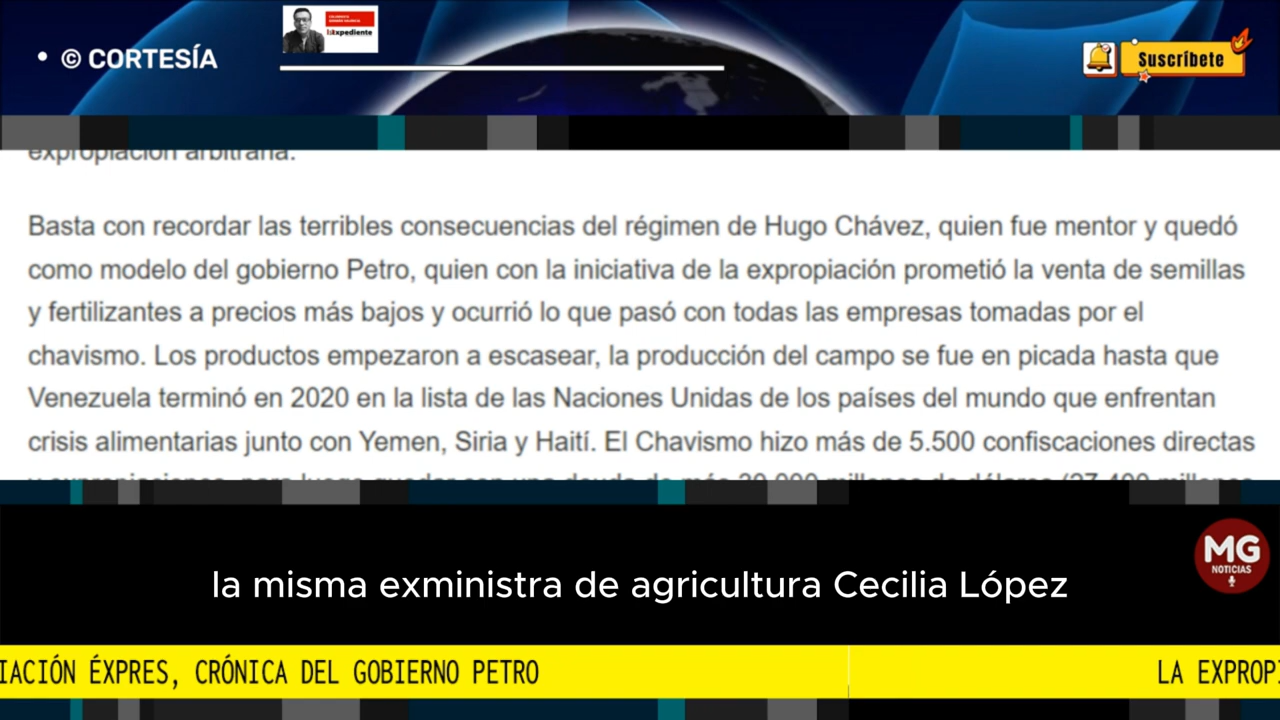 • © CORTESÍA
Expediente
Suscríbete
expropiación arbitraria.
Basta con recordar las terribles consecuencias del régimen de Hugo Chávez, quien fue mentor y quedó
como modelo del gobierno Petro, quien con la iniciativa de la expropiación prometió la venta de semillas
y fertilizantes a precios más bajos y ocurrió lo que pasó con todas las empresas tomadas por el
chavismo. Los productos empezaron a escasear, la producción del campo se fue en picada hasta que
Venezuela terminó en 2020 en la lista de las Naciones Unidas de los países del mundo que enfrentan
crisis alimentarias junto con Yemen, Siria y Haití. El Chavismo hizo más de 5.500 confiscaciones directas
MG
NOTICIAS
la misma exministra de agricultura Cecilia López
IACIÓN ÉXPRES, CRÓNICA DEL GOBIERNO PETRO
LA EXPROPI